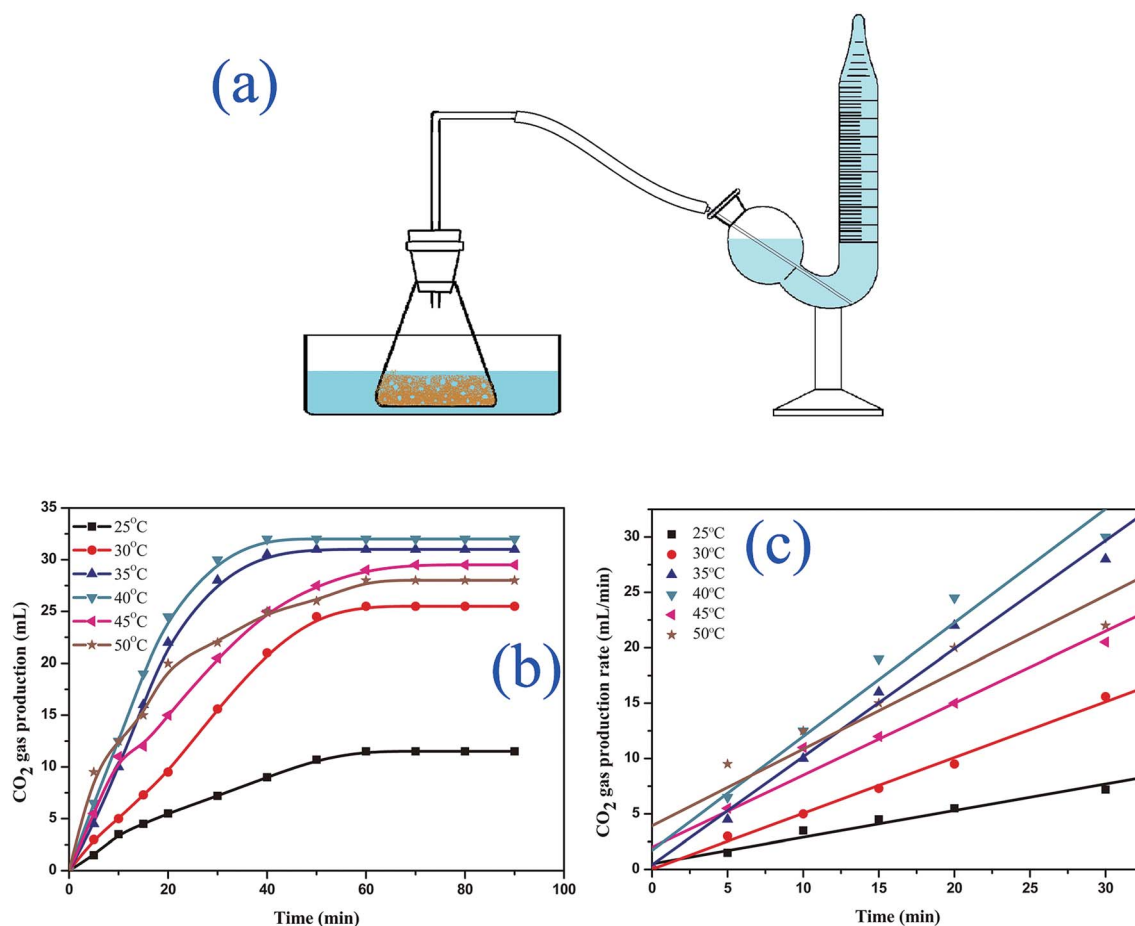 (a)
35
30
25
20
15
10
5
0
CO₂ gas production (mL)
25°C
30°C
35°C
40°C
45°C
50°C
(b)
0 20 40 60 80 100
Time (min)
30
25
20
15
10
5
0
CO₂ gas production rate (mL/min)
25°C
30°C
35°C
40°C
45°C
50°C
(c)
0 5 10 15 20 25 30
Time (min)